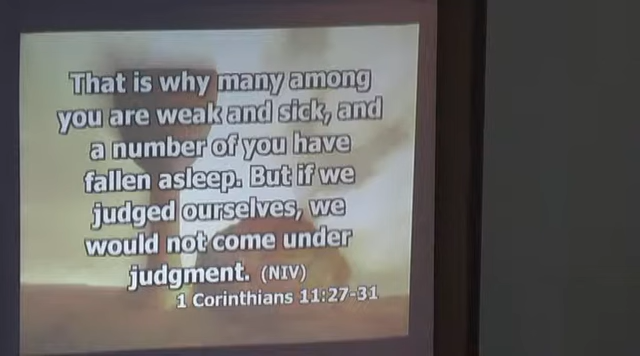 That is why many among
you are weak and sick, and
a number of you have
fallen asleep. But if we
judged ourselves, we
would not come under
judgment. (NIV)
1 Corinthians 11:27-31